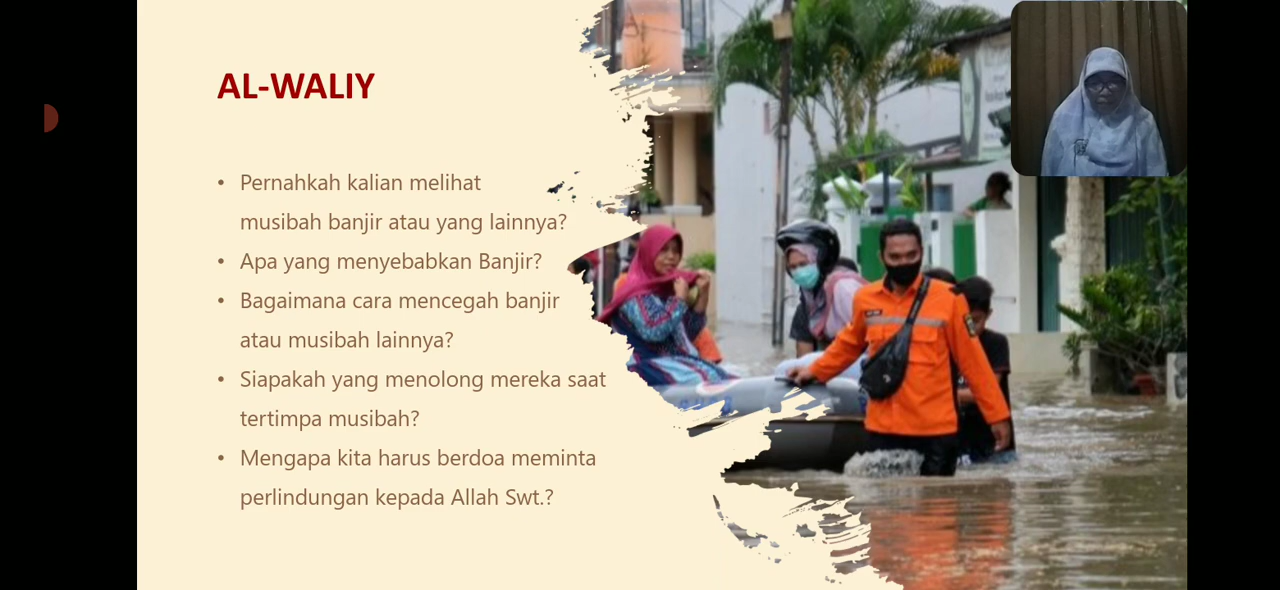 AL-WALIY
• Pernahkah kalian melihat
musibah banjir atau yang lainnya?
• Apa yang menyebabkan Banjir?
• Bagaimana cara mencegah banjir
atau musibah lainnya?
• Siapakah yang menolong mereka saat
tertimpa musibah?
• Mengapa kita harus berdoa meminta
perlindungan kepada Allah Swt.?